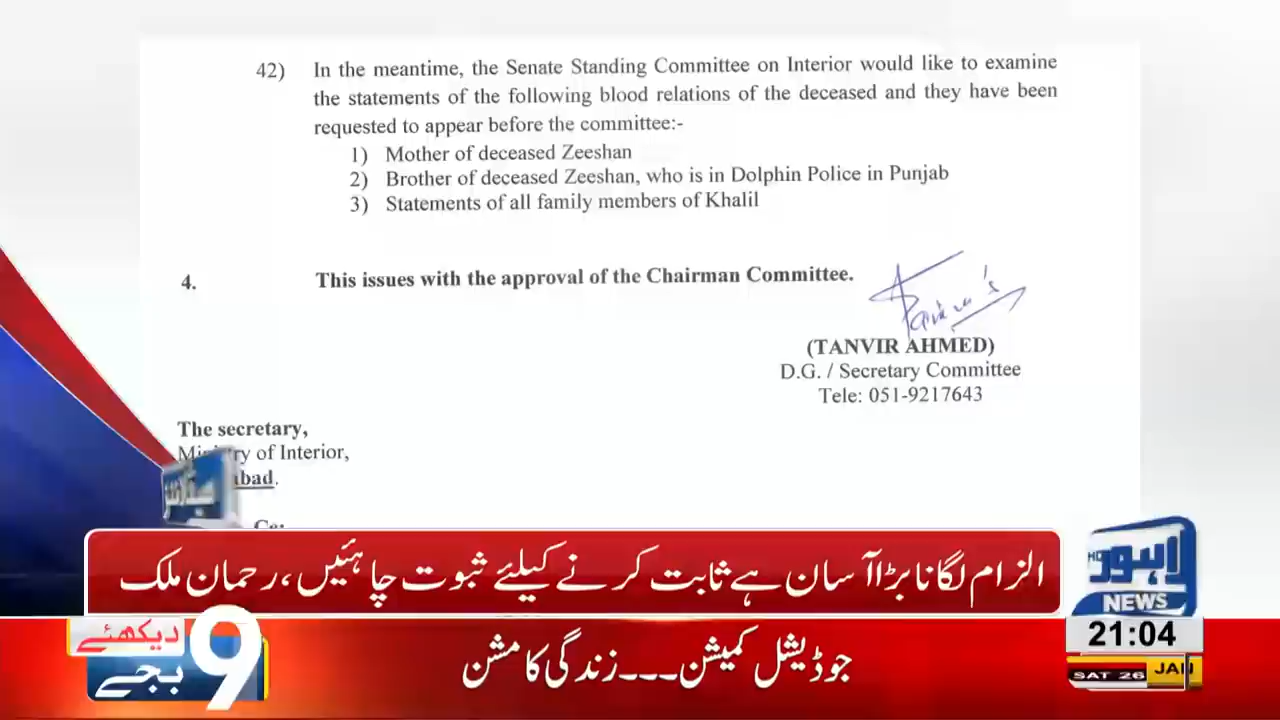 42) In the meantime, the Senate Standing Committee on Interior would like to examine
the statements of the following blood relations of the deceased and they have been
requested to appear before the committee:-
1) Mother of deceased Zeeshan
2) Brother of deceased Zeeshan, who is in Dolphin Police in Punjab
3) Statements of all family members of Khalil
4. This issues with the approval of the Chairman Committee.
(TANVIR AHMED)
D.G. / Secretary Committee
Tele: 051-9217643
The secretary,
of Interior,
الزام لگانا بڑا آسان ہے ثابت کرنے کیلئے ثبوت چاہئیں، رحمان ملک
جوڈیشل کمیشن۔۔۔زندگی کا مشن
دیکھئے
9
بجے
HD
لاہور
NEWS
21:04
SAT 26 JAN